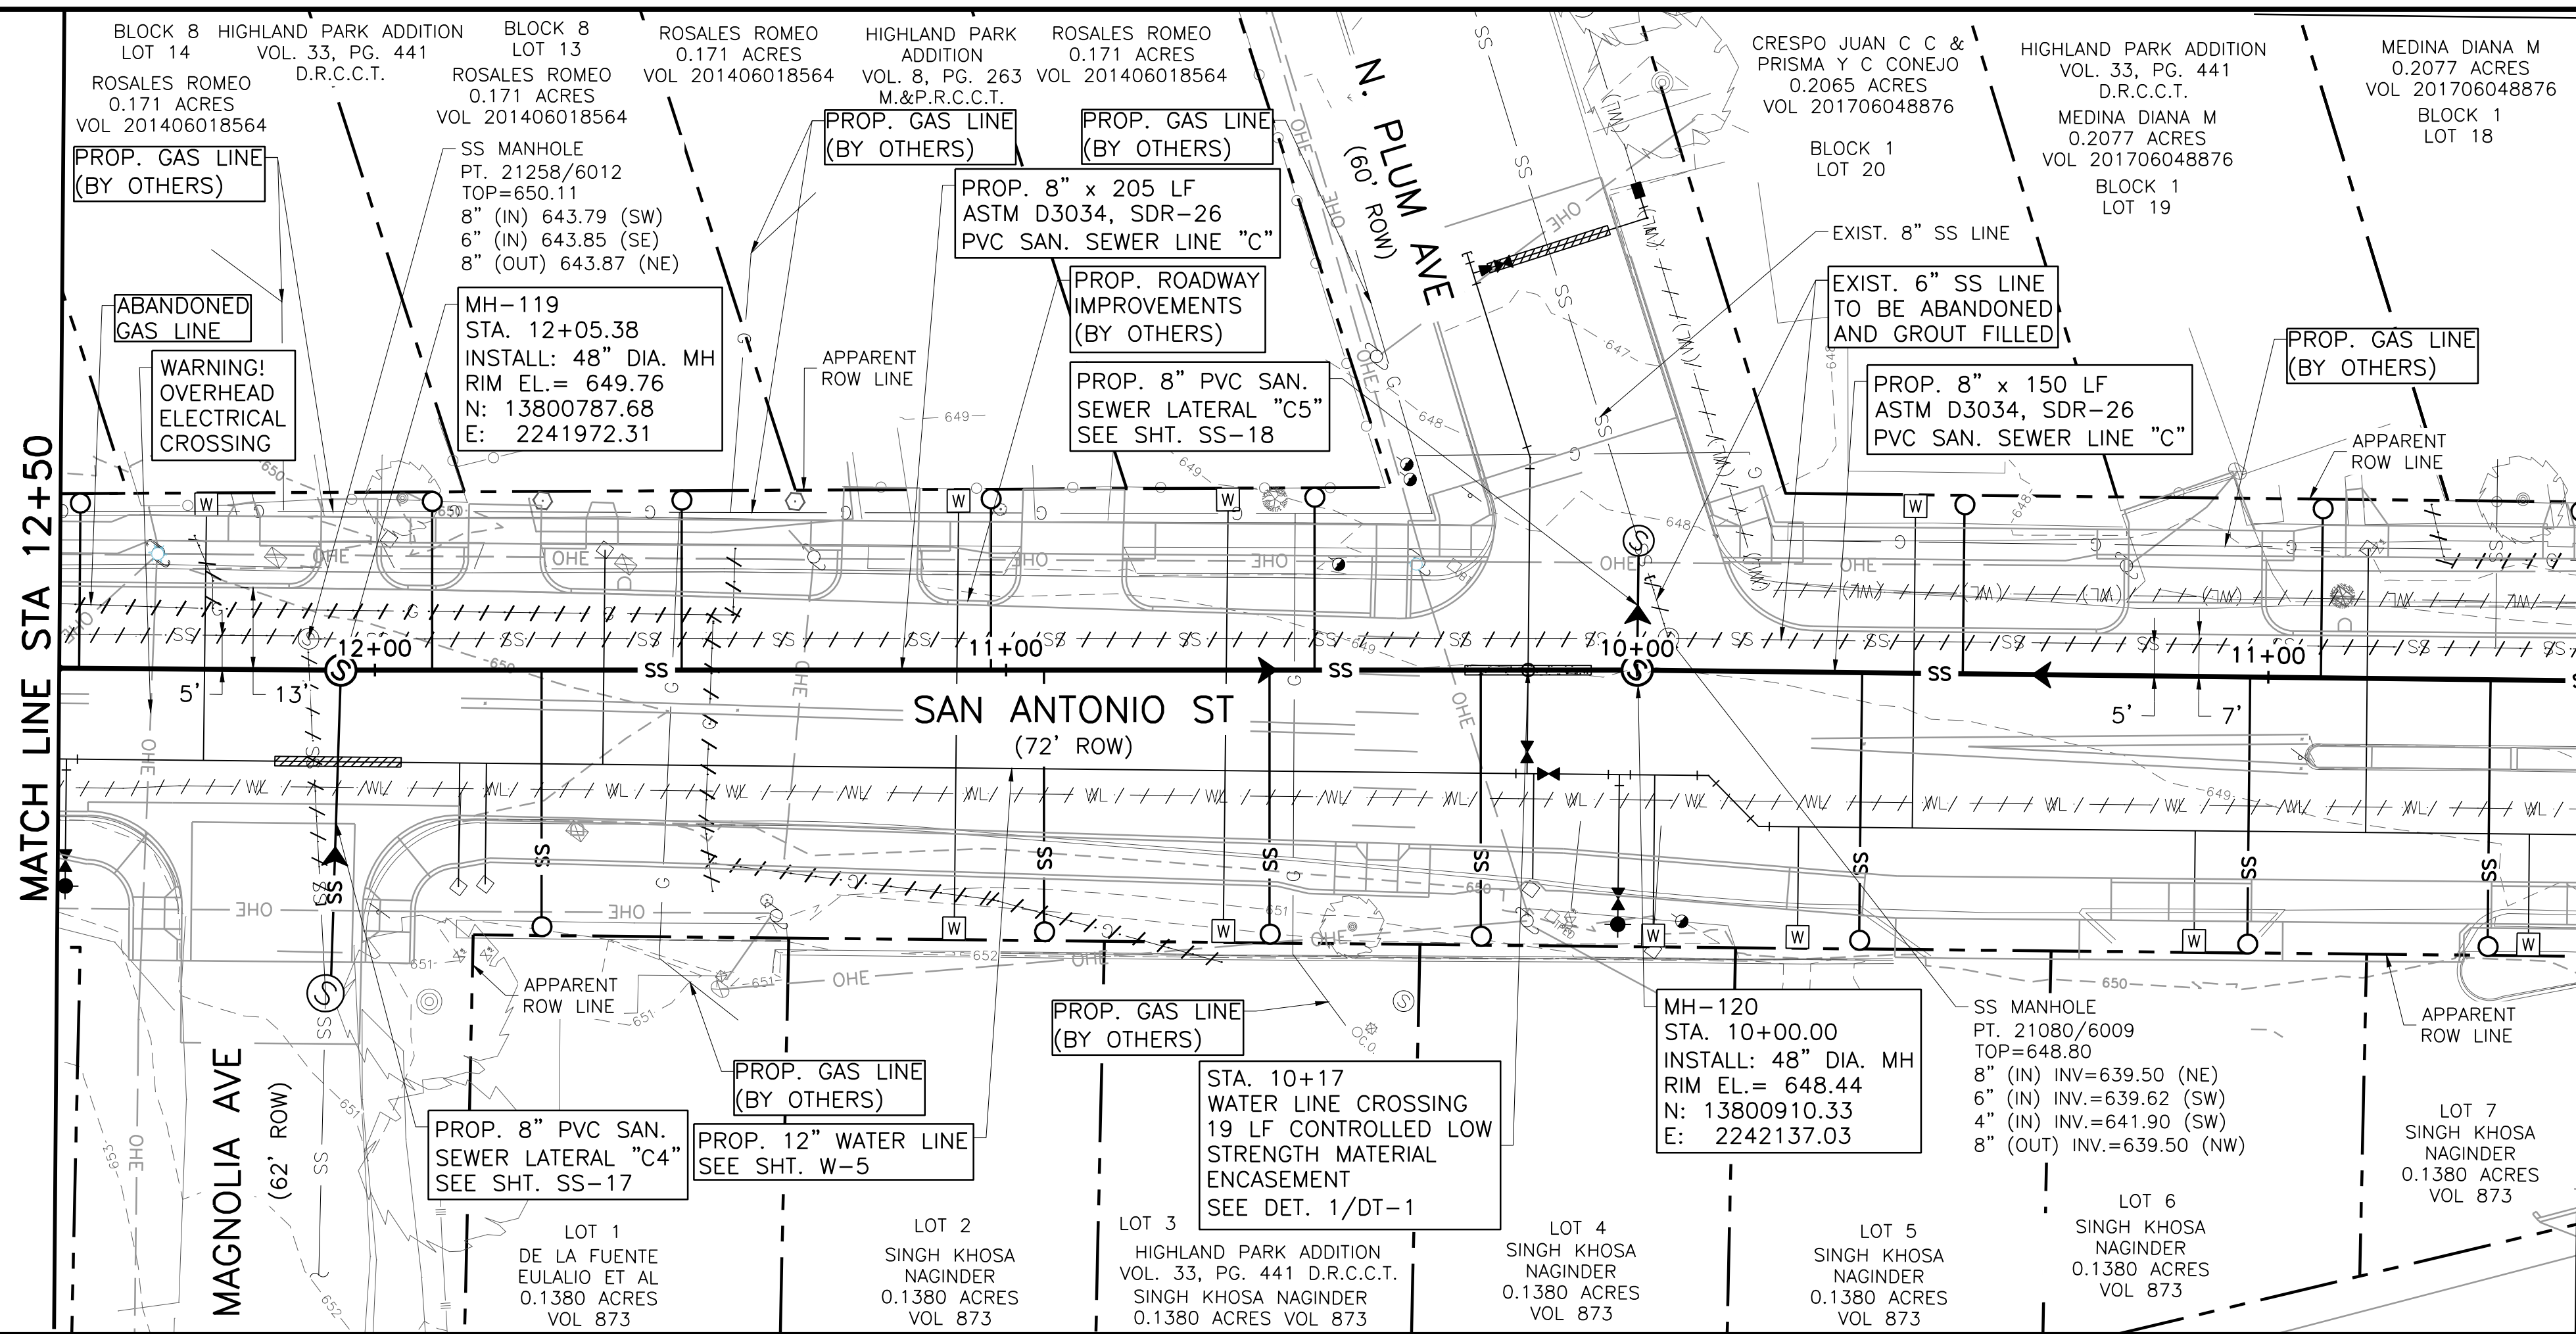 BLOCK 8
LOT 14
ROSALES ROMEO
0.171 ACRES
VOL 201406018564
HIGHLAND PARK ADDITION
VOL. 33, PG. 441
D.R.C.C.T.
BLOCK 8
LOT 13
ROSALES ROMEO
0.171 ACRES
VOL 201406018564
ROSALES ROMEO
0.171 ACRES
VOL 201406018564
HIGHLAND PARK
ADDITION
VOL. 8, PG. 263
M.&P.R.C.C.T.
ROSALES ROMEO
0.171 ACRES
VOL 201406018564
N. PLUM AVE
(60' ROW)
CRESPO JUAN C C &
PRISMA Y C CONEJO
0.2065 ACRES
VOL 201706048876
BLOCK 1
LOT 20
HIGHLAND PARK ADDITION
VOL. 33, PG. 441
D.R.C.C.T.
MEDINA DIANA M
0.2077 ACRES
VOL 201706048876
BLOCK 1
LOT 19
MEDINA DIANA M
0.2077 ACRES
VOL 201706048876
BLOCK 1
LOT 18
PROP. GAS LINE
(BY OTHERS)
SS MANHOLE
PT. 21258/6012
TOP=650.11
8" (IN) 643.79 (SW)
6" (IN) 643.85 (SE)
8" (OUT) 643.87 (NE)
PROP. GAS LINE
(BY OTHERS)
PROP. GAS LINE
(BY OTHERS)
PROP. 8" x 205 LF
ASTM D3034, SDR-26
PVC SAN. SEWER LINE "C"
PROP. ROADWAY
IMPROVEMENTS
(BY OTHERS)
PROP. 8" PVC SAN.
SEWER LATERAL "C5"
SEE SHT. SS-18
EXIST. 8" SS LINE
EXIST. 6" SS LINE
TO BE ABANDONED
AND GROUT FILLED
PROP. 8" x 150 LF
ASTM D3034, SDR-26
PVC SAN. SEWER LINE "C"
PROP. GAS LINE
(BY OTHERS)
ABANDONED
GAS LINE
WARNING!
OVERHEAD
ELECTRICAL
CROSSING
MH-119
STA. 12+05.38
INSTALL: 48" DIA. MH
RIM EL.= 649.76
N: 13800787.68
E: 2241972.31
APPARENT
ROW LINE
APPARENT
ROW LINE
MATCH LINE STA 12+50
12+00
11+00
10+00
11+00
5'
13'
5'
7'
SS
SS
SS
SAN ANTONIO ST
(72' ROW)
SS
SS
SS
SS
SS
SS
SS
SS
APPARENT
ROW LINE
PROP. GAS LINE
(BY OTHERS)
PROP. GAS LINE
(BY OTHERS)
MH-120
STA. 10+00.00
INSTALL: 48" DIA. MH
RIM EL.= 648.44
N: 13800910.33
E: 2242137.03
SS MANHOLE
PT. 21080/6009
TOP=648.80
8" (IN) INV=639.50 (NE)
6" (IN) INV.=639.62 (SW)
4" (IN) INV.=641.90 (SW)
8" (OUT) INV.=639.50 (NW)
APPARENT
ROW LINE
MAGNOLIA AVE
(62' ROW)
PROP. 8" PVC SAN.
SEWER LATERAL "C4"
SEE SHT. SS-17
PROP. 12" WATER LINE
SEE SHT. W-5
STA. 10+17
WATER LINE CROSSING
19 LF CONTROLLED LOW
STRENGTH MATERIAL
ENCASEMENT
SEE DET. 1/DT-1
LOT 1
DE LA FUENTE
EULALIO ET AL
0.1380 ACRES
VOL 873
LOT 2
SINGH KHOSA
NAGINDER
0.1380 ACRES
VOL 873
LOT 3
HIGHLAND PARK ADDITION
VOL. 33, PG. 441 D.R.C.C.T.
SINGH KHOSA NAGINDER
0.1380 ACRES VOL 873
LOT 4
SINGH KHOSA
NAGINDER
0.1380 ACRES
VOL 873
LOT 5
SINGH KHOSA
NAGINDER
0.1380 ACRES
VOL 873
LOT 6
SINGH KHOSA
NAGINDER
0.1380 ACRES
VOL 873
LOT 7
SINGH KHOSA
NAGINDER
0.1380 ACRES
VOL 873